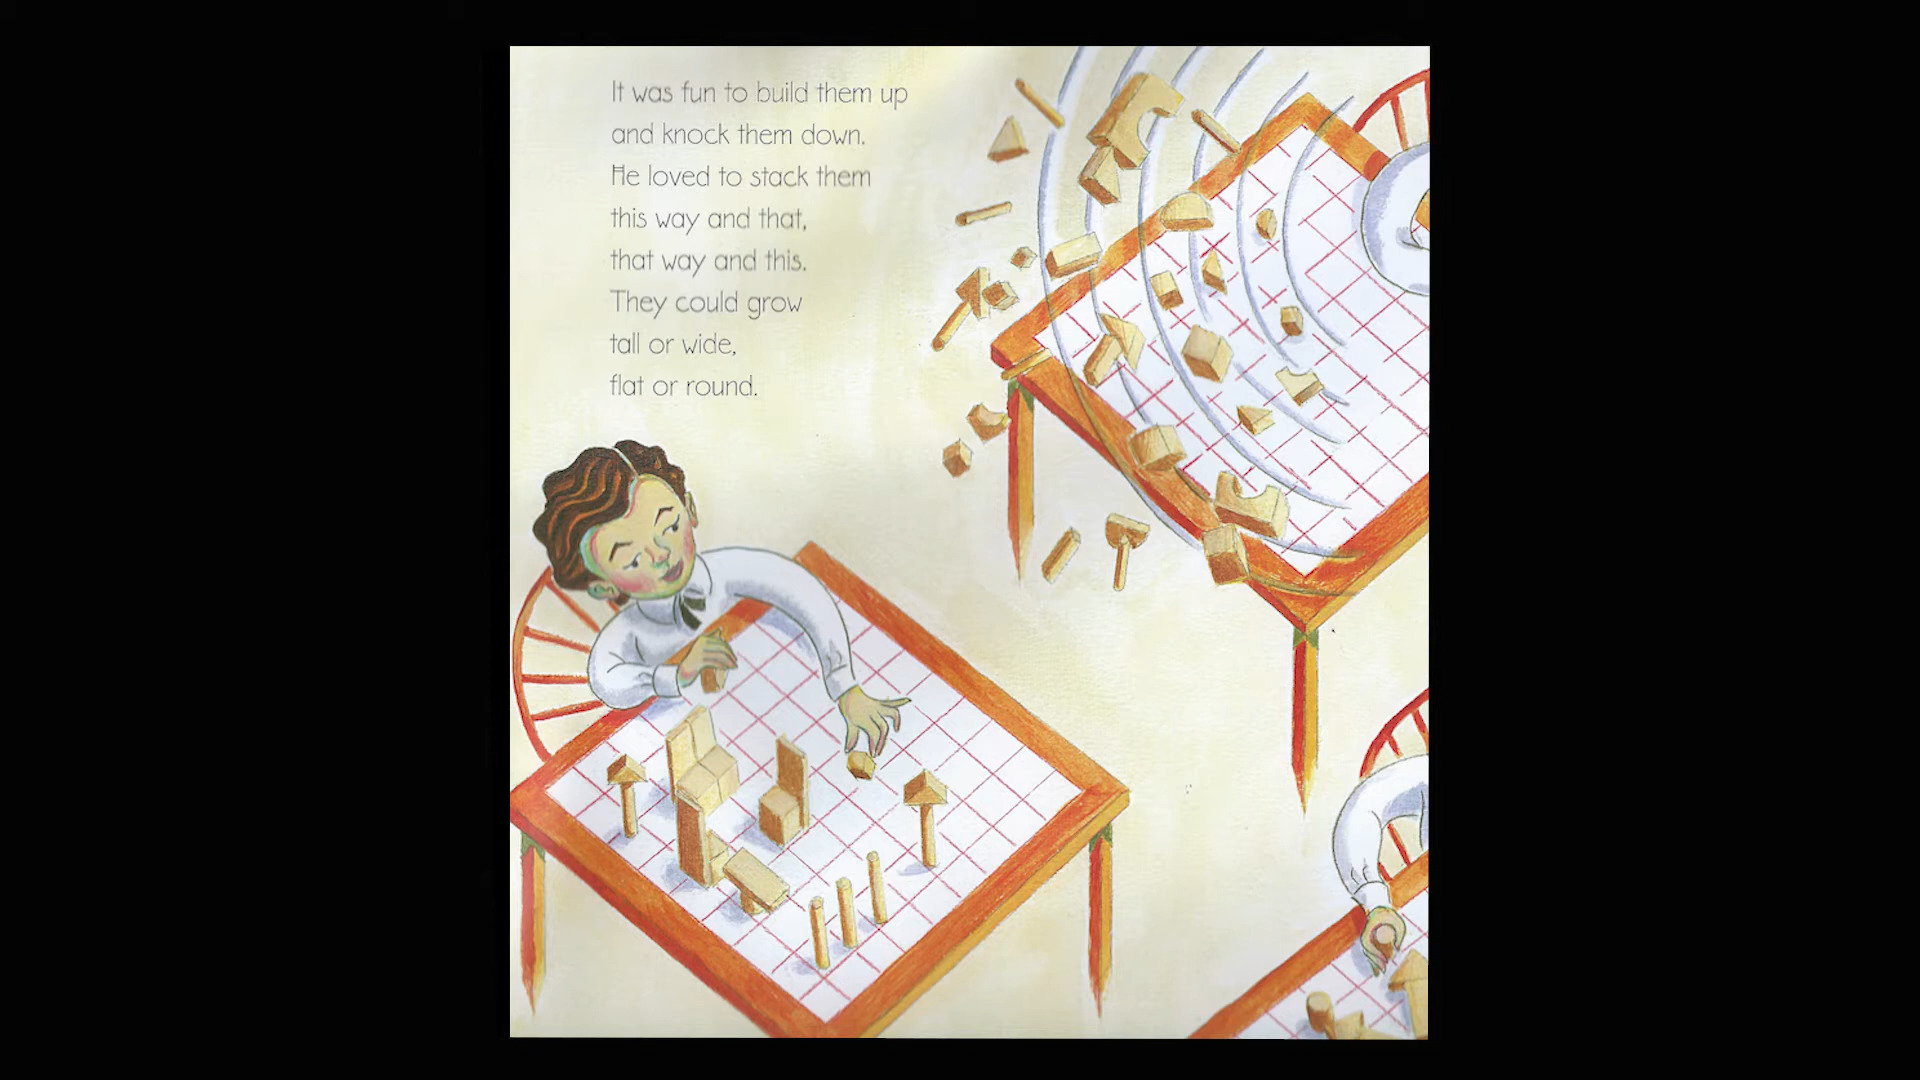 It was fun to build them up
and knock them down.
He loved to stack them
this way and that,
that way and this.
They could grow
tall or wide,
flat or round.